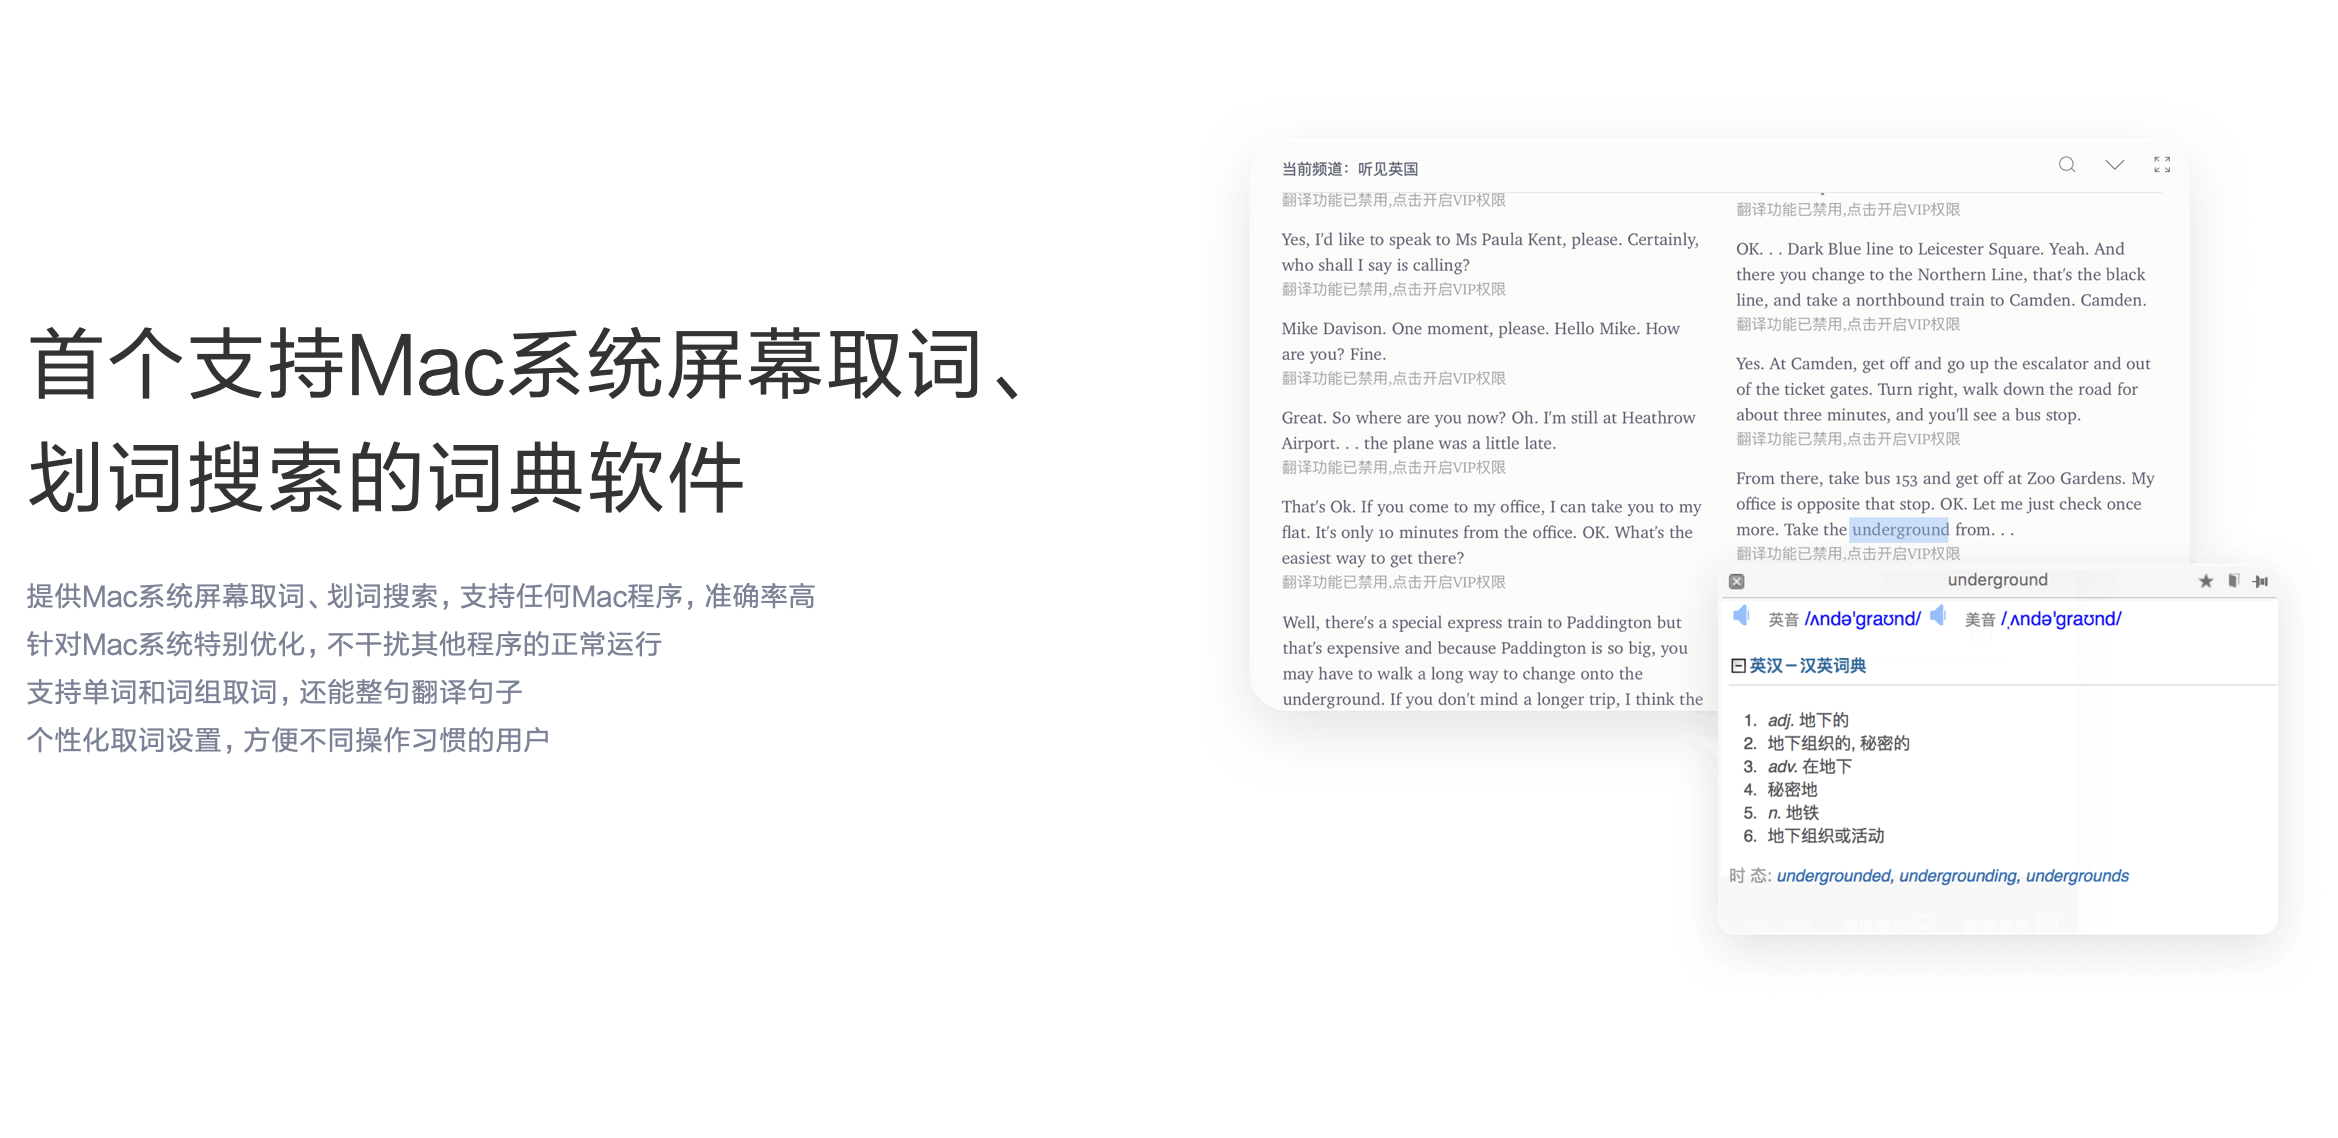 首个支持Mac系统屏幕取词、
划词搜索的词典软件
提供Mac系统屏幕取词、划词搜索，支持任何Mac程序，准确率高
针对Mac系统特别优化，不干扰其他程序的正常运行
支持单词和词组取词，还能整句翻译句子
个性化取词设置，方便不同操作习惯的用户
当前频道：听见英国
翻译功能已禁用,点击开启VIP权限
Yes, I'd like to speak to Ms Paula Kent, please. Certainly,
who shall I say is calling?
翻译功能已禁用,点击开启VIP权限
Mike Davison. One moment, please. Hello Mike. How
are you? Fine.
翻译功能已禁用,点击开启VIP权限
Great. So where are you now? Oh. I'm still at Heathrow
Airport. . . the plane was a little late.
翻译功能已禁用,点击开启VIP权限
That's Ok. If you come to my office, I can take you to my
flat. It's only 10 minutes from the office. OK. What's the
easiest way to get there?
翻译功能已禁用,点击开启VIP权限
Well, there's a special express train to Paddington but
that's expensive and because Paddington is so big, you
may have to walk a long way to change onto the
underground. If you don't mind a longer trip, I think the
翻译功能已禁用,点击开启VIP权限
OK. . . Dark Blue line to Leicester Square. Yeah. And
there you change to the Northern Line, that's the black
line, and take a northbound train to Camden. Camden.
翻译功能已禁用,点击开启VIP权限
Yes. At Camden, get off and go up the escalator and out
of the ticket gates. Turn right, walk down the road for
about three minutes, and you'll see a bus stop.
翻译功能已禁用,点击开启VIP权限
From there, take bus 153 and get off at Zoo Gardens. My
office is opposite that stop. OK. Let me just check once
more. Take the underground from. . .
翻译功能已禁用,点击开启VIP权限
underground
英音 /ʌndə'graʊnd/ 美音 /ˌʌndə'graʊnd/
英汉－汉英词典
1. adj. 地下的
2. 地下组织的, 秘密的
3. adv. 在地下
4. 秘密地
5. n. 地铁
6. 地下组织或活动
时 态: undergrounded, undergrounding, undergrounds